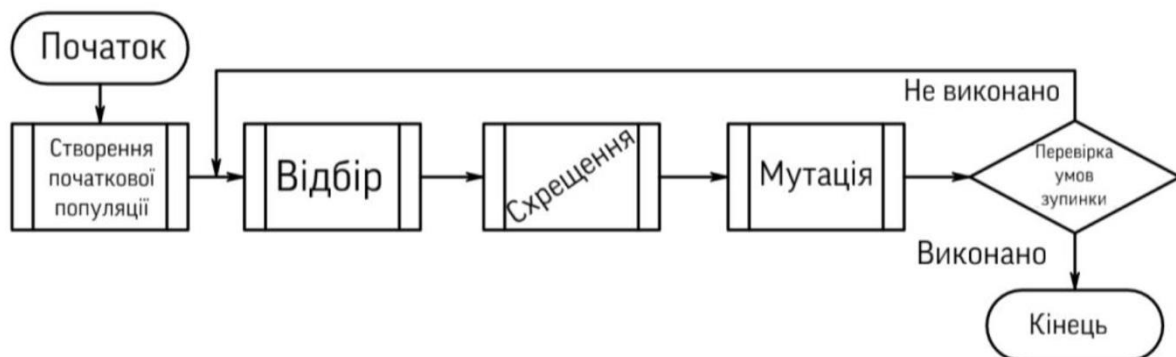 Початок
Не виконано
Створення
початкової
популяції
Відбір
Схрещення
Мутація
Перевірка
умов
зупинки
Виконано
Кінець